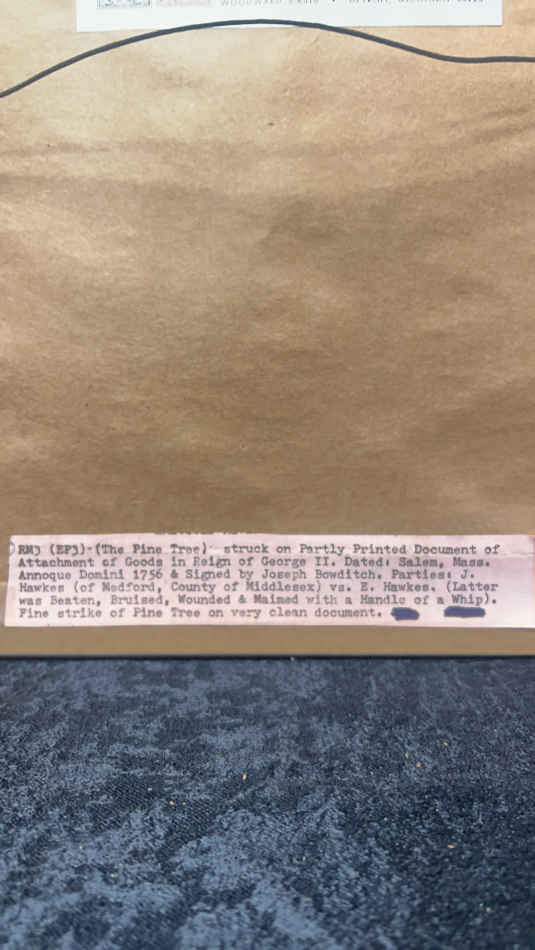 RM3 (EP3)-(The Pine Tree) struck on Partly Printed Document of
Attachment of Goods in Reign of George II. Dated: Salem, Mass.
Annoque Domini 1756 & Signed by Joseph Bowditch. Parties: J.
Hawkes (of Medford, County of Middlesex) vs. E. Hawkes. (Latter
was Beaten, Bruised, Wounded & Maimed with a Handle of a Whip).
Fine strike of Pine Tree on very clean document.